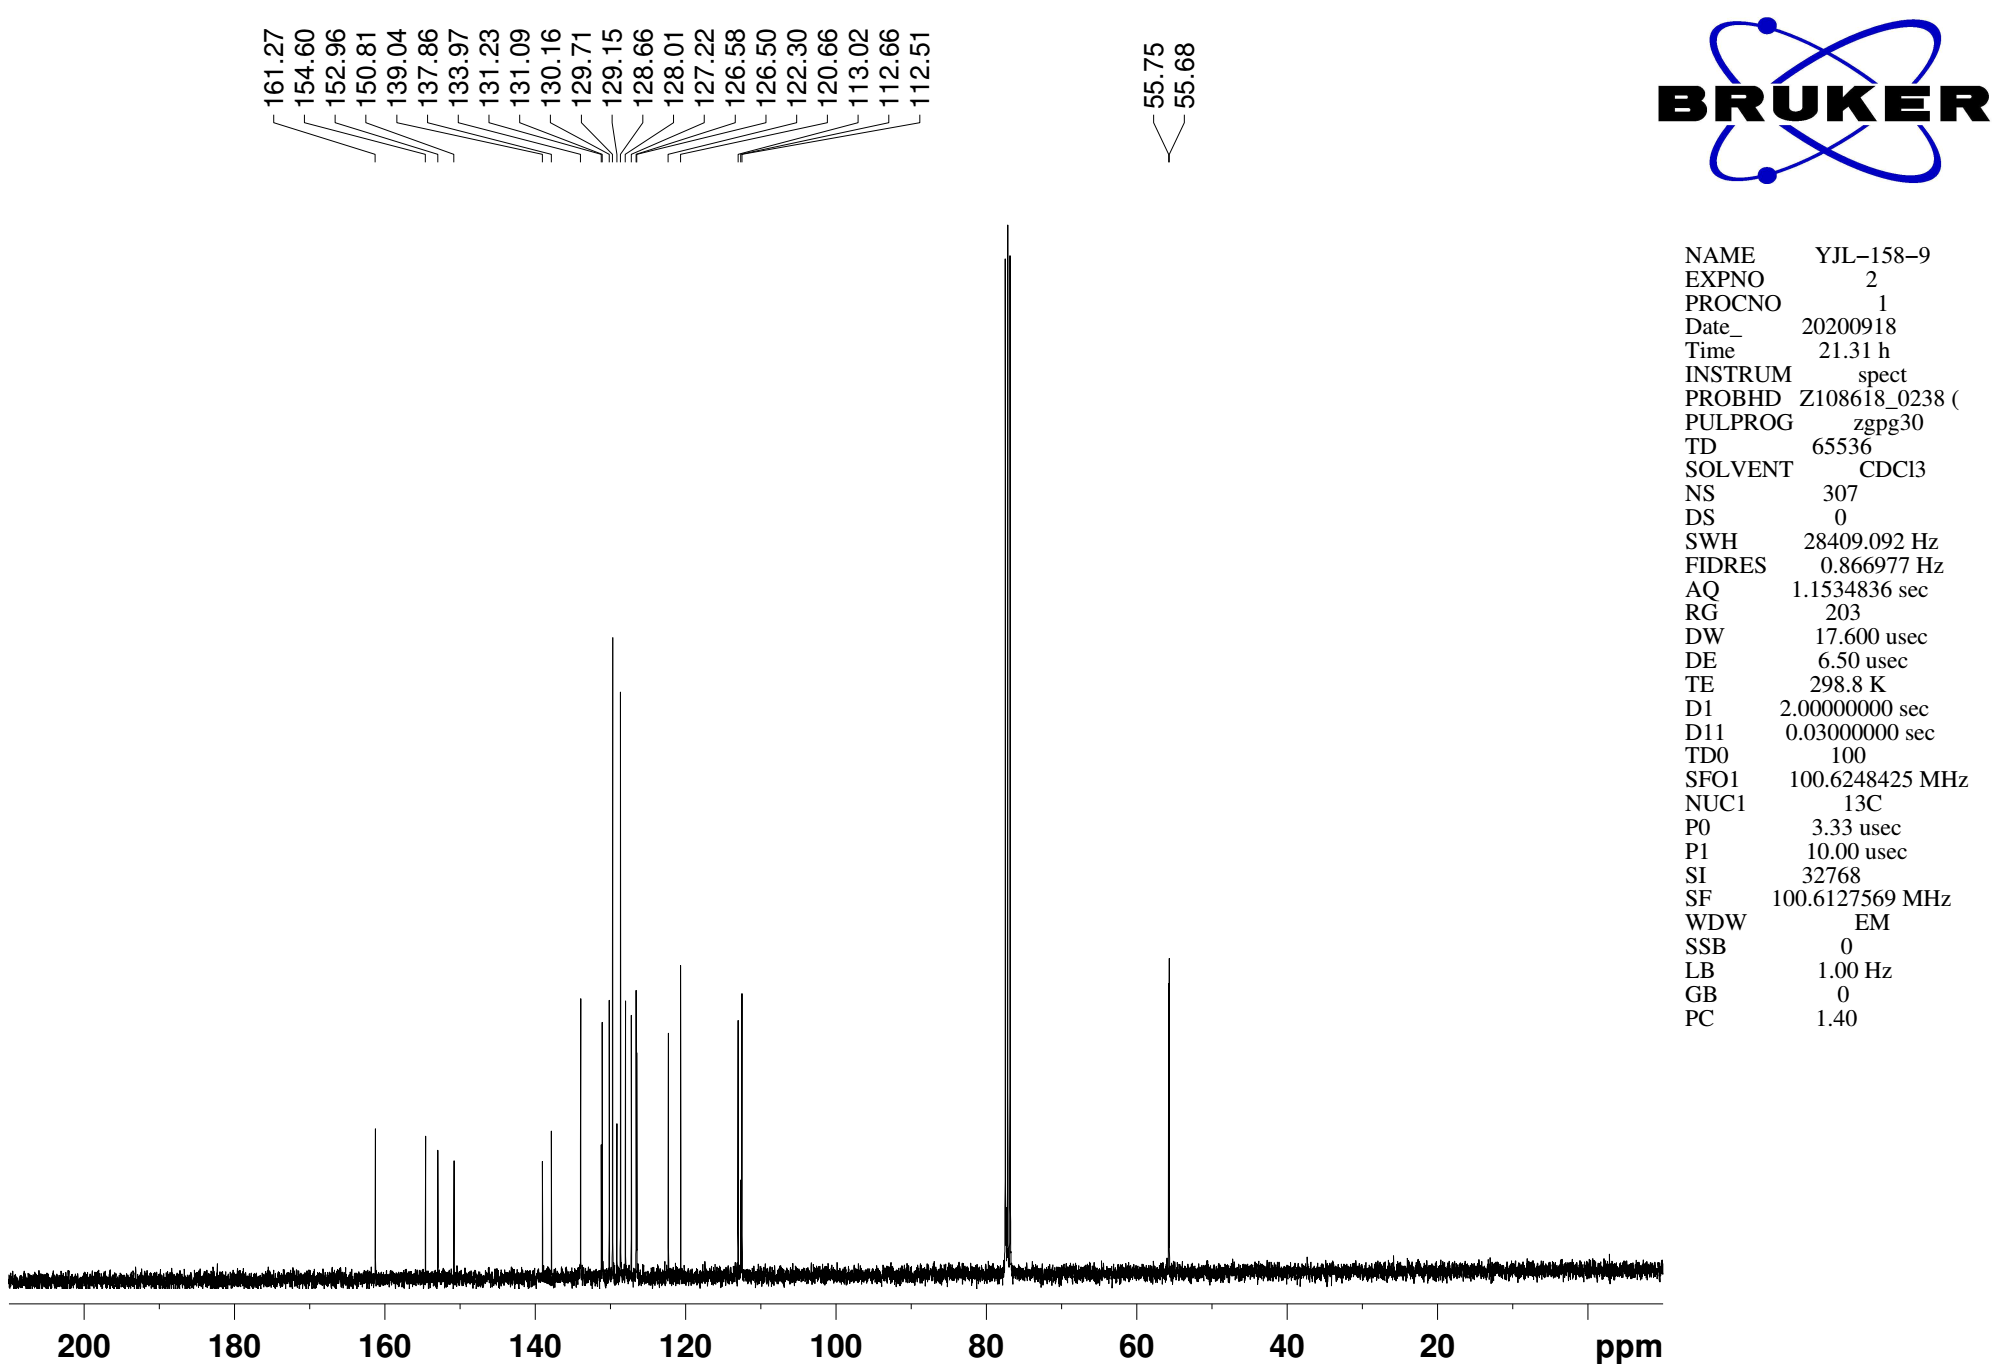 161.27
154.60
152.96
150.81
139.04
137.86
133.97
131.23
131.09
130.16
129.71
129.15
128.66
128.01
127.22
126.58
126.50
122.30
120.66
113.02
112.66
112.51
55.75
55.68
BRUKER
NAME YJL−158−9
EXPNO 2
PROCNO 1
Date_ 20200918
Time 21.31 h
INSTRUM spect
PROBHD Z108618_0238 (
PULPROG zgpg30
TD 65536
SOLVENT CDCl3
NS 307
DS 0
SWH 28409.092 Hz
FIDRES 0.866977 Hz
AQ 1.1534836 sec
RG 203
DW 17.600 usec
DE 6.50 usec
TE 298.8 K
D1 2.00000000 sec
D11 0.03000000 sec
TD0 100
SFO1 100.6248425 MHz
NUC1 13C
P0 3.33 usec
P1 10.00 usec
SI 32768
SF 100.6127569 MHz
WDW EM
SSB 0
LB 1.00 Hz
GB 0
PC 1.40
200 180 160 140 120 100 80 60 40 20 ppm